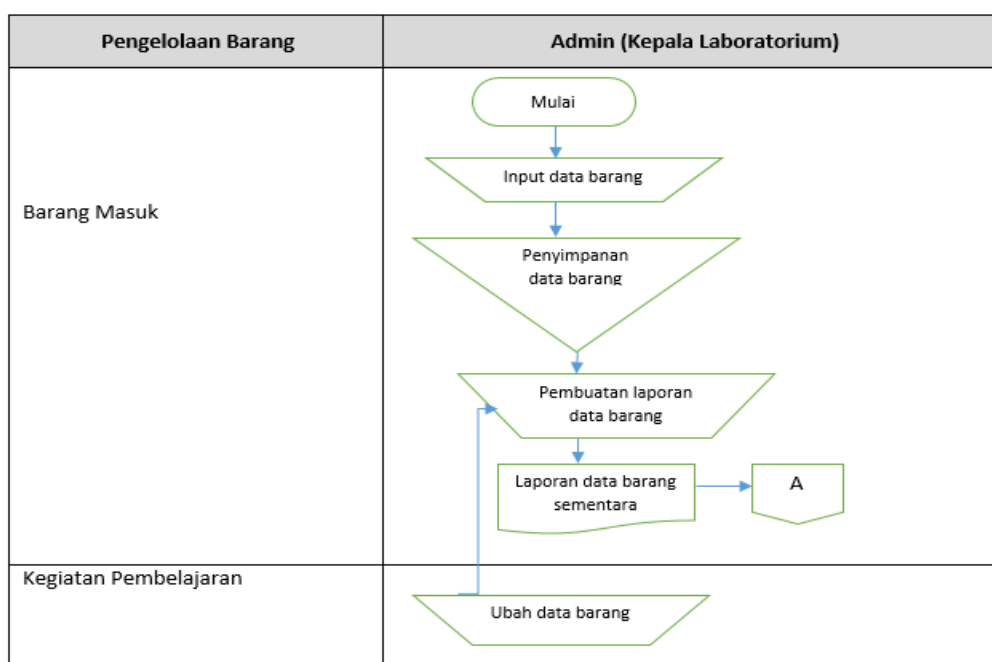 Pengelolaan Barang
Admin (Kepala Laboratorium)
Barang Masuk
Mulai
Input data barang
Penyimpanan
data barang
Pembuatan laporan
data barang
Laporan data barang
sementara
A
Kegiatan Pembelajaran
Ubah data barang